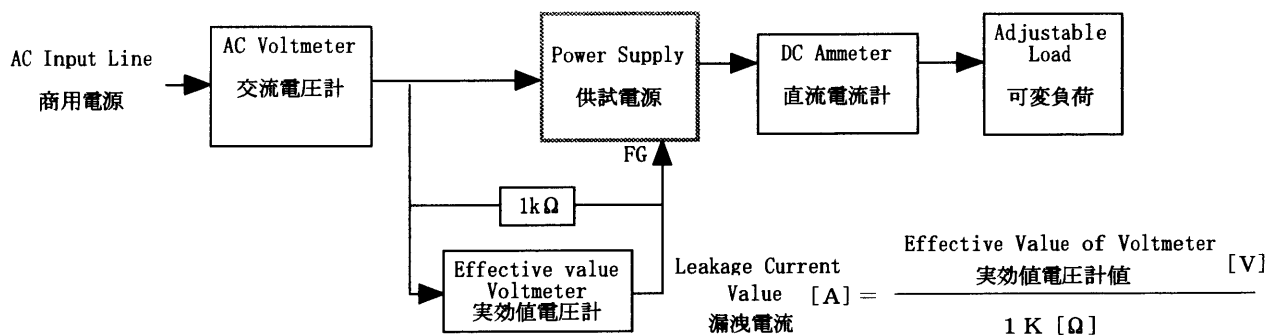 AC Input Line
商用電源
AC Voltmeter
交流電圧計
Power Supply
供試電源
DC Ammeter
直流電流計
Adjustable
Load
可変負荷
FG
1kΩ
Effective value
Voltmeter
実効値電圧計
Leakage Current
Value [A] =
漏洩電流
Effective Value of Voltmeter
実効値電圧計値
[V]
1K [Ω]